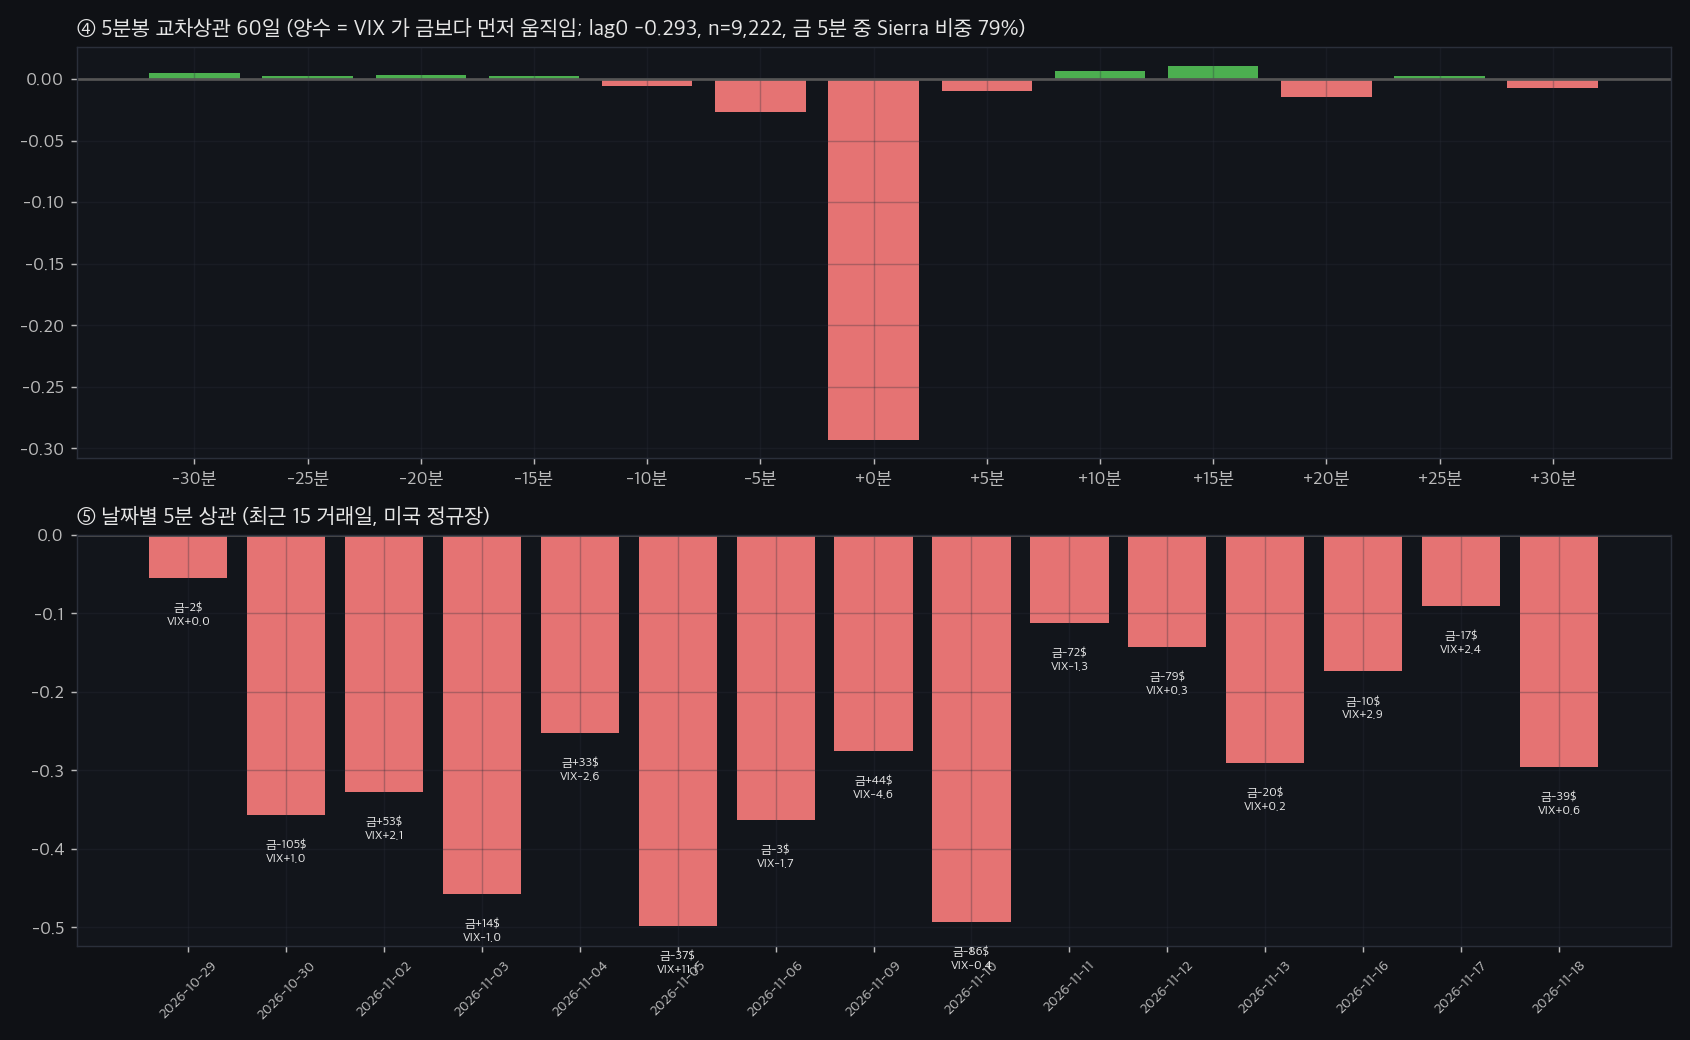 ④ 5분봉 교차상관 60일 (양수 = VIX 가 금보다 먼저 움직임; lag0 -0.293, n=9,222, 금 5분 중 Sierra 비중 79%)
0.00
-0.05
-0.10
-0.15
-0.20
-0.25
-0.30
-30분
-25분
-20분
-15분
-10분
-5분
+0분
+5분
+10분
+15분
+20분
+25분
+30분
⑤ 날짜별 5분 상관 (최근 15 거래일, 미국 정규장)
0.0
-0.1
-0.2
-0.3
-0.4
-0.5
금-2$
VIX+0.0
금-105$
VIX+1.0
금+53$
VIX+2.1
금+14$
VIX-1.0
금+33$
VIX-2.6
금-37$
금-3$
VIX-1.7
금+44$
VIX-4.6
금-86$
VIX-0.4
금-72$
VIX-1.3
금-79$
VIX+0.3
금-20$
VIX+0.2
금-10$
VIX+2.9
금-17$
VIX+2.4
금-39$
VIX+0.6
2026-10-29
2026-10-30
2026-11-02
2026-11-03
2026-11-04
2026-11-05
2026-11-06
2026-11-09
2026-11-10
2026-11-11
2026-11-12
2026-11-13
2026-11-16
2026-11-17
2026-11-18